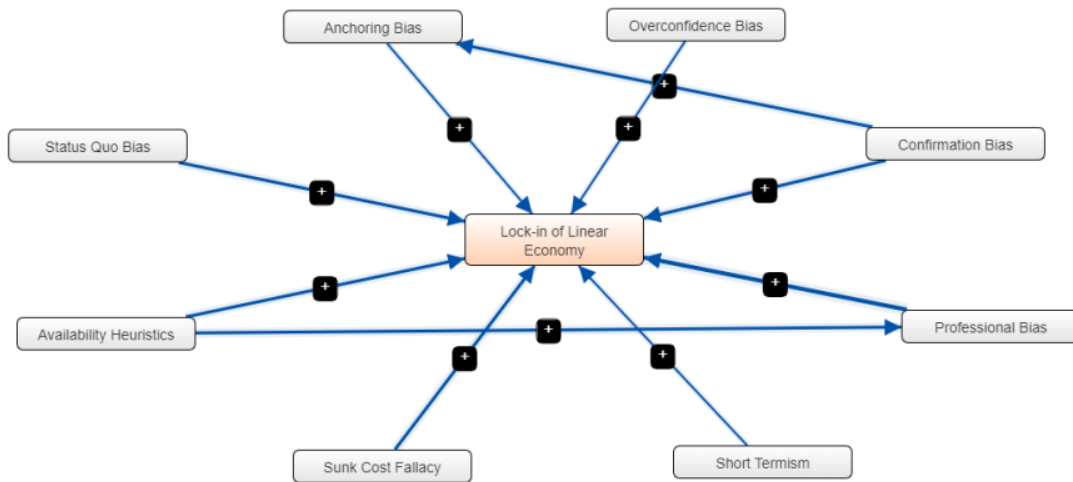 Anchoring Bias
Overconfidence Bias
+
+
+
Status Quo Bias
Confirmation Bias
+
+
Lock-in of Linear
Economy
+
+
Availability Heuristics
+
Professional Bias
+
+
Sunk Cost Fallacy
Short Termism